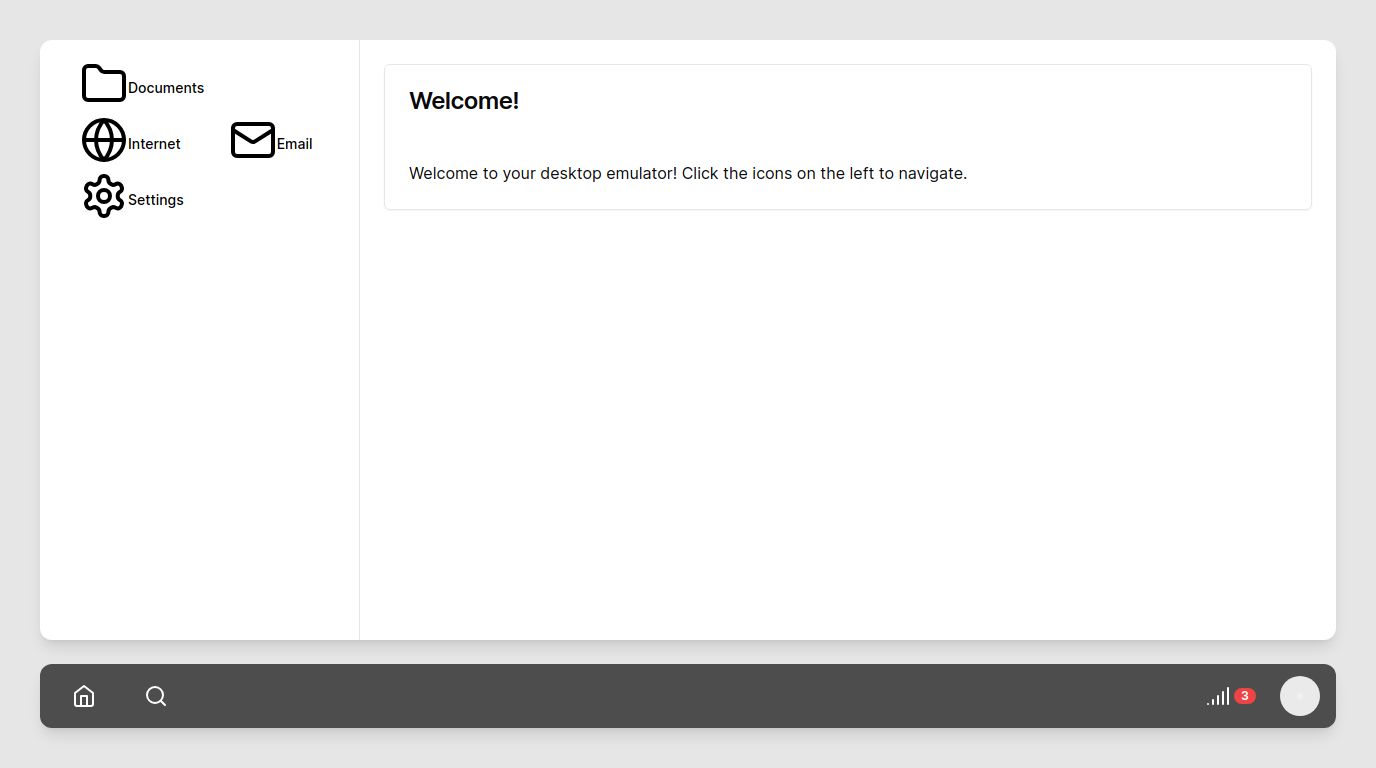 Documents
Internet
Email
Settings
Welcome!
Welcome to your desktop emulator! Click the icons on the left to navigate.
3